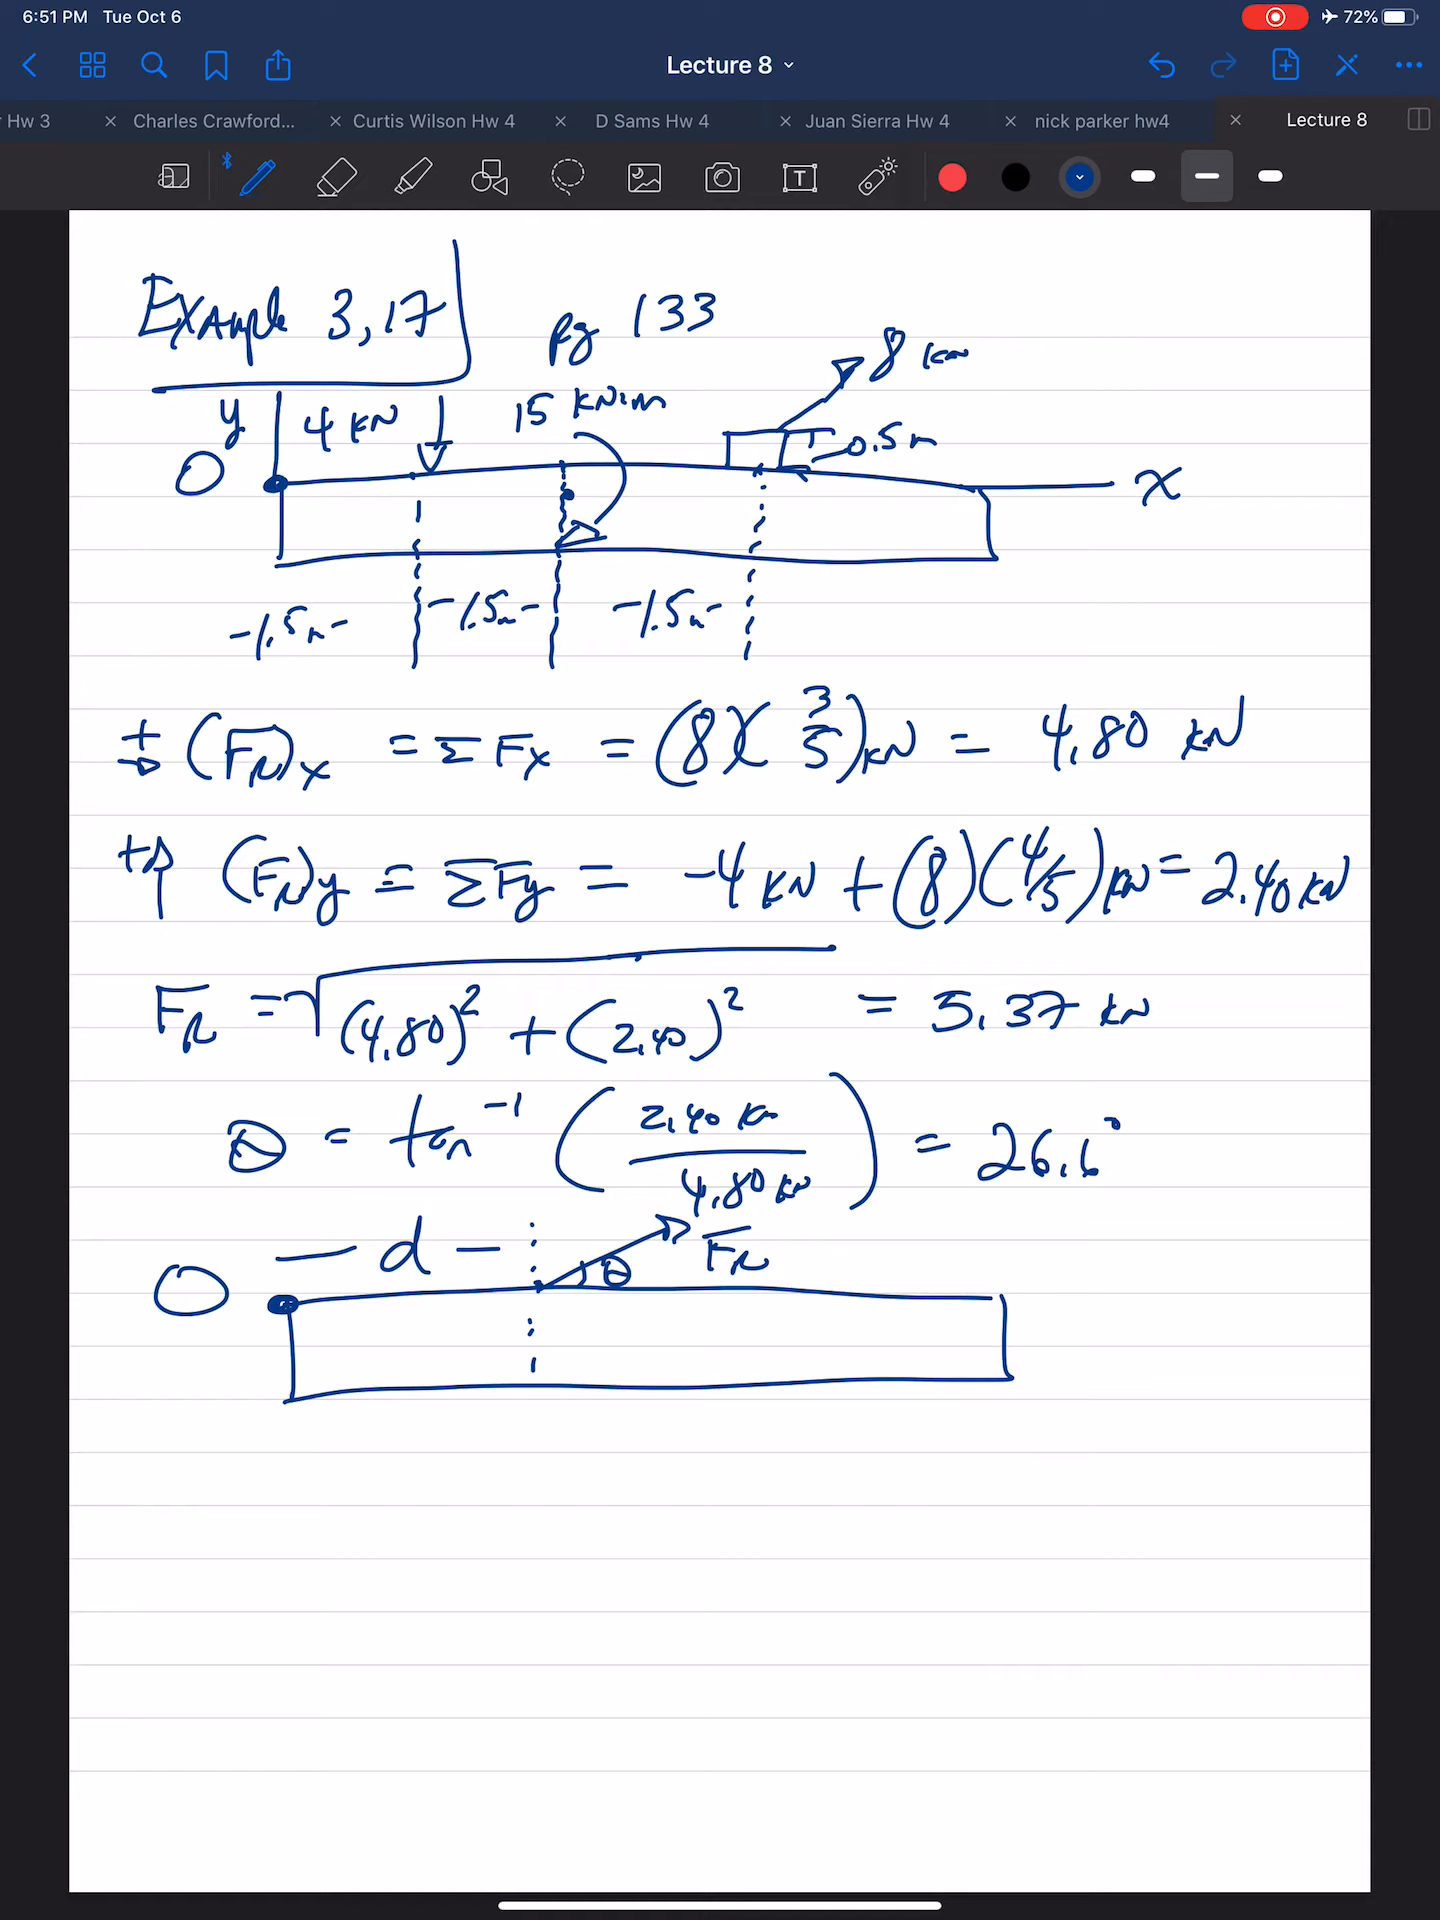 6:51 PM Tue Oct 6 72%
Lecture 8
Hw 3 Charles Crawford... Curtis Wilson Hw 4 D Sams Hw 4 Juan Sierra Hw 4 nick parker hw4 Lecture 8
T
Example 3,17 pg 133
8 kN
y 4 kN 15 kN·m
0.5m
O x
-1.5m- -1.5m- -1.5m-
+→ (FR)x = ΣFx = (8)(3/5)kN = 4.80 kN
+↑ (FR)y = ΣFy = -4 kN + (8)(4/5)kN = 2.40 kN
FR = √(4.80)² + (2.40)² = 5.37 kN
θ = tan⁻¹ (2.40 kN / 4.80 kN) = 26.6°
— d — θ FR
O